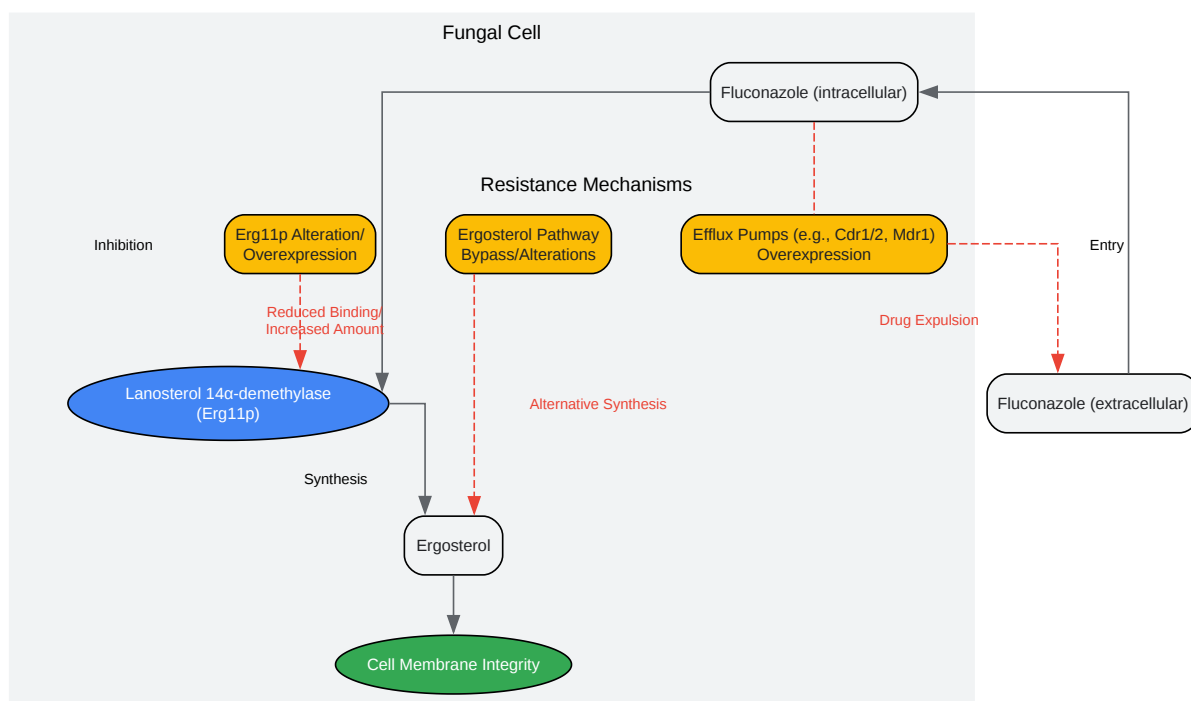 Fungal Cell
Fluconazole (intracellular)
Resistance Mechanisms
Erg11p Alteration/
Overexpression
Ergosterol Pathway
Bypass/Alterations
Efflux Pumps (e.g., Cdr1/2, Mdr1)
Overexpression
Inhibition
Entry
Reduced Binding/
Increased Amount
Drug Expulsion
Lanosterol 14α-demethylase
(Erg11p)
Alternative Synthesis
Fluconazole (extracellular)
Synthesis
Ergosterol
Cell Membrane Integrity